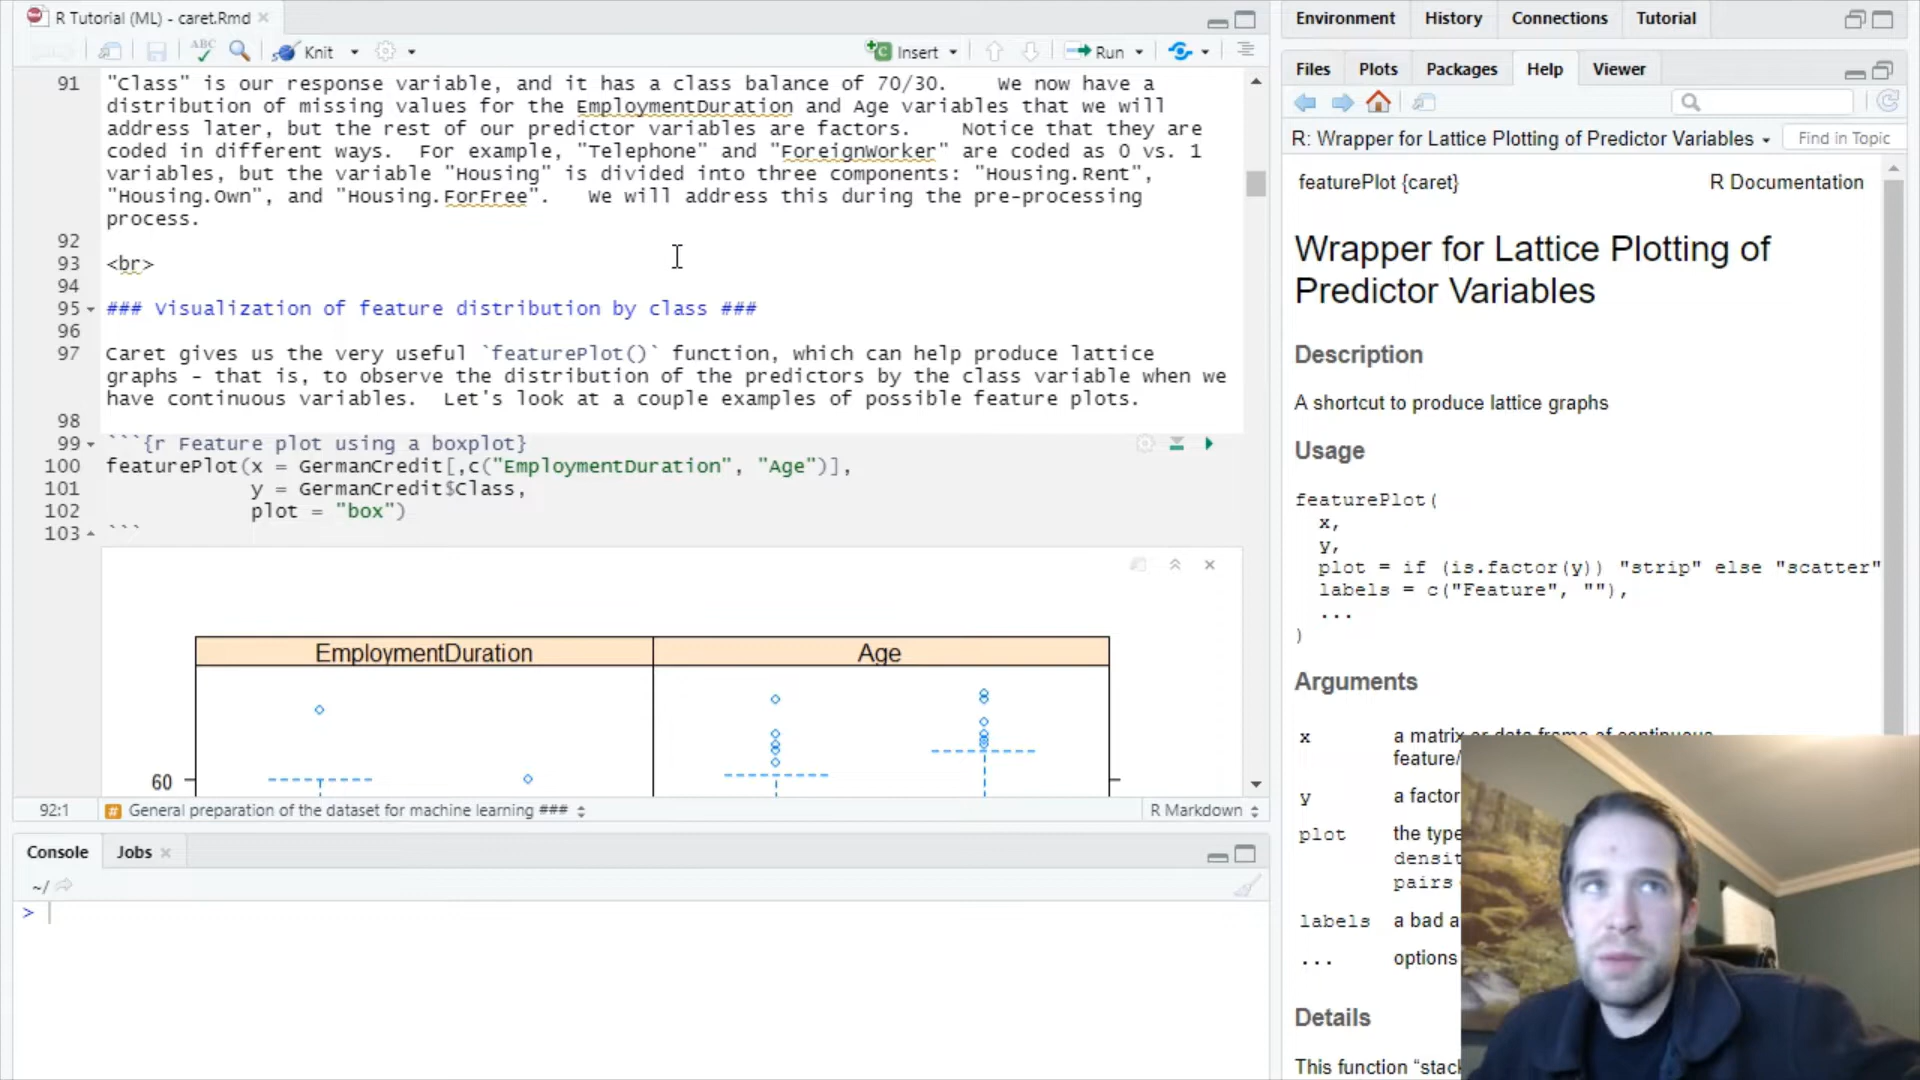 R Tutorial (ML) - caret.Rmd
ABC
Knit
Insert
Run
91 "Class" is our response variable, and it has a class balance of 70/30. We now have a
distribution of missing values for the EmploymentDuration and Age variables that we will
address later, but the rest of our predictor variables are factors. Notice that they are
coded in different ways. For example, "Telephone" and "ForeignWorker" are coded as 0 vs. 1
variables, but the variable "Housing" is divided into three components: "Housing.Rent",
"Housing.Own", and "Housing.ForFree". We will address this during the pre-processing
process.
92
93 <br>
94
95 ### Visualization of feature distribution by class ###
96
97 Caret gives us the very useful `featurePlot()` function, which can help produce lattice
graphs - that is, to observe the distribution of the predictors by the class variable when we
have continuous variables. Let's look at a couple examples of possible feature plots.
98
99 ```{r Feature plot using a boxplot}
100 featurePlot(x = GermanCredit[,c("EmploymentDuration", "Age")],
101 y = GermanCredit$Class,
102 plot = "box")
103 ```
EmploymentDuration Age
60
92:1 General preparation of the dataset for machine learning ### R Markdown
Console Jobs
~/
>
Environment History Connections Tutorial
Files Plots Packages Help Viewer
R: Wrapper for Lattice Plotting of Predictor Variables Find in Topic
featurePlot {caret} R Documentation
Wrapper for Lattice Plotting of
Predictor Variables
Description
A shortcut to produce lattice graphs
Usage
featurePlot(
x,
y,
plot = if (is.factor(y)) "strip" else "scatter"
labels = c("Feature", ""),
...
)
Arguments
x a matrix or data frame of continuous
feature/
y a factor
plot the type
densit
pairs
labels a bad a
... options
Details
This function “stack